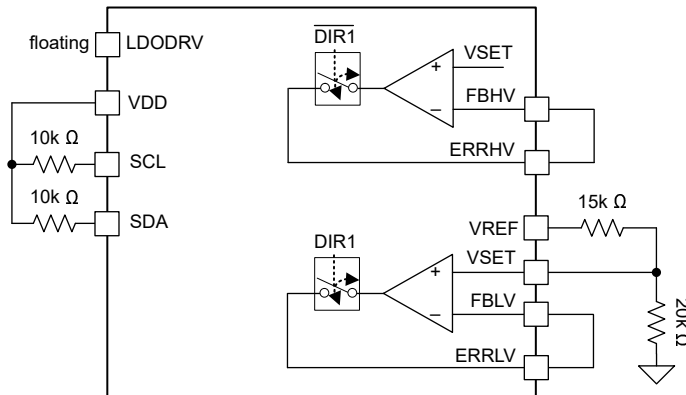 floating
LDODRV
VDD
10k Ω
SCL
10k Ω
SDA
DIR1
+
VSET
−
FBHV
ERRHV
VREF
15k Ω
DIR1
+
VSET
−
FBLV
ERRLV
20k Ω